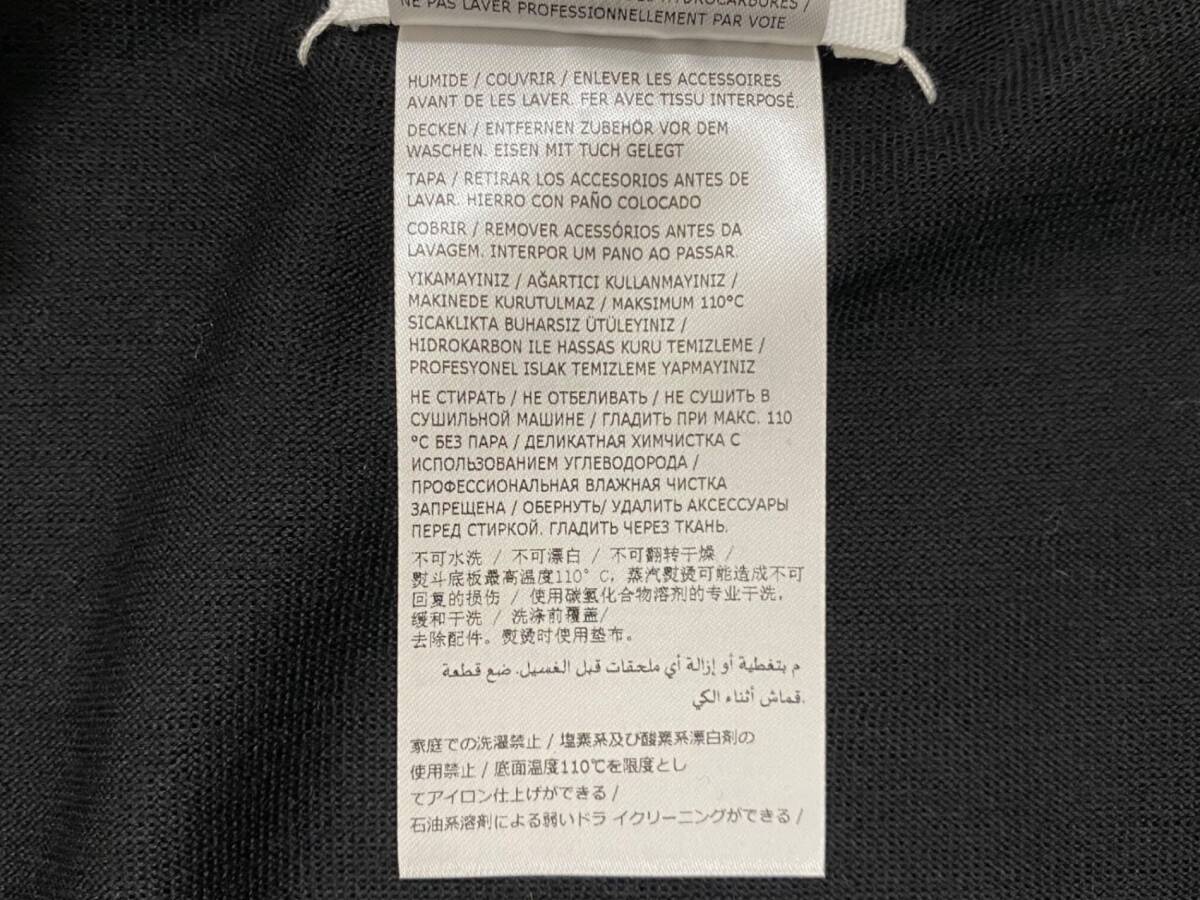 HYDROCARBURES /
NE PAS LAVER PROFESSIONNELLEMENT PAR VOIE
HUMIDE / COUVRIR / ENLEVER LES ACCESSOIRES
AVANT DE LES LAVER. FER AVEC TISSU INTERPOSÉ.
DECKEN / ENTFERNEN ZUBEHÖR VOR DEM
WASCHEN. EISEN MIT TUCH GELEGT
TAPA / RETIRAR LOS ACCESORIOS ANTES DE
LAVAR. HIERRO CON PAÑO COLOCADO
COBRIR / REMOVER ACESSÓRIOS ANTES DA
LAVAGEM. INTERPOR UM PANO AO PASSAR.
YIKAMAYINIZ / AĞARTICI KULLANMAYINIZ /
MAKINEDE KURUTULMAZ / MAKSIMUM 110°C
SICAKLIKTA BUHARSIZ ÜTÜLEYINIZ /
HIDROKARBON ILE HASSAS KURU TEMIZLEME /
PROFESYONEL ISLAK TEMIZLEME YAPMAYINIZ
НЕ СТИРАТЬ / НЕ ОТБЕЛИВАТЬ / НЕ СУШИТЬ В
СУШИЛЬНОЙ МАШИНЕ / ГЛАДИТЬ ПРИ МАКС. 110
°C БЕЗ ПАРА / ДЕЛИКАТНАЯ ХИМЧИСТКА С
ИСПОЛЬЗОВАНИЕМ УГЛЕВОДОРОДА /
ПРОФЕССИОНАЛЬНАЯ ВЛАЖНАЯ ЧИСТКА
ЗАПРЕЩЕНА / ОБЕРНУТЬ/ УДАЛИТЬ АКСЕССУАРЫ
ПЕРЕД СТИРКОЙ. ГЛАДИТЬ ЧЕРЕЗ ТКАНЬ.
不可水洗 / 不可漂白 / 不可翻转干燥 /
熨斗底板最高温度110° C, 蒸汽熨烫可能造成不可
回复的损伤 / 使用碳氢化合物溶剂的专业干洗,
缓和干洗 / 洗涤前覆盖/
去除配件。熨烫时使用垫布。
م بتغطية أو إزالة أي ملحقات قبل الغسيل. ضع قطعة
قماش أثناء الكي.
家庭での洗濯禁止 / 塩素系及び酸素系漂白剤の
使用禁止 / 底面温度110℃を限度とし
てアイロン仕上げができる /
石油系溶剤による弱いドラ イクリーニングができる /